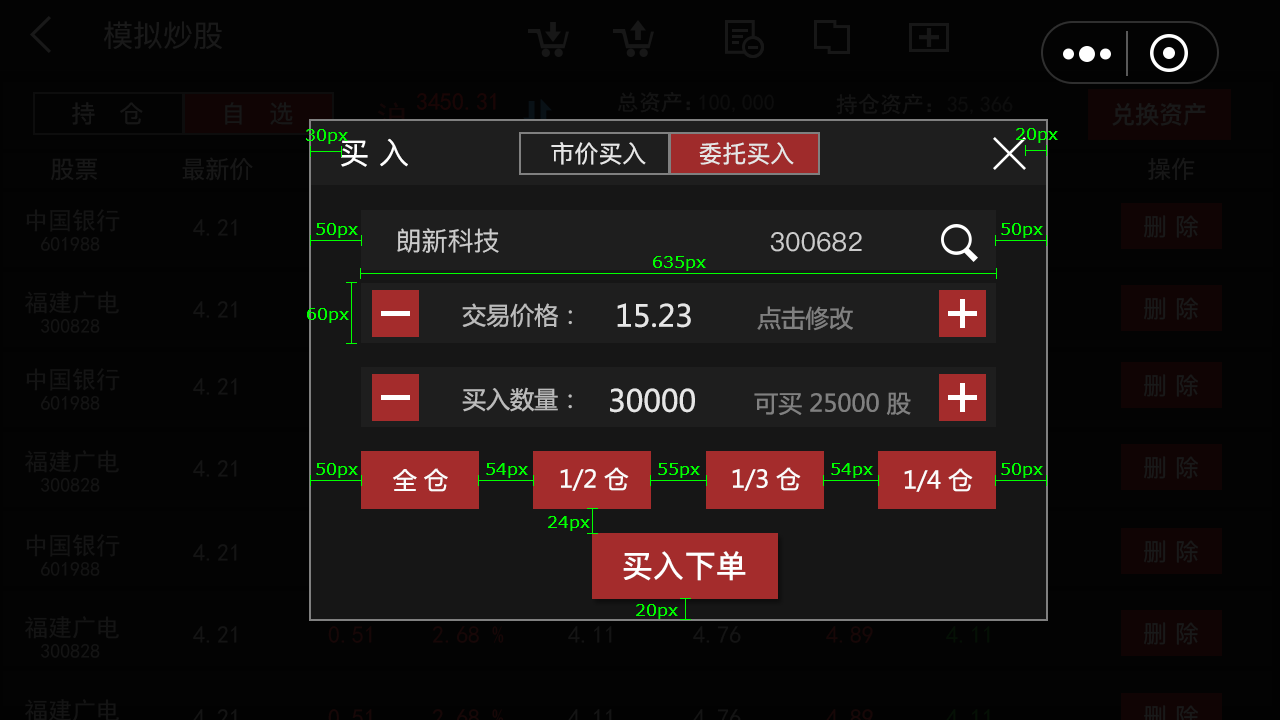 模拟炒股
持 仓 自 选 沪 3450.31 总资产:100,000 持仓资产: 35,366 兑换资产
30px 买 入 市价买入 委托买入 20px
股票 最新价 操作
中国银行 4.21 删 除
601988
50px 朗新科技 300682 50px
635px
福建广电 4.21 删 除
300828
60px 交易价格： 15.23 点击修改
中国银行 4.21 删 除
601988
买入数量： 30000 可买 25000 股
福建广电 4.21 删 除
300828
50px 全 仓 54px 1/2 仓 55px 1/3 仓 54px 1/4 仓 50px
24px
中国银行 4.21 删 除
601988
买入下单
20px
福建广电 4.21 0.51 2.68 % 4.11 4.76 4.89 4.11 删 除
300828
福建广电 4.21 0.51 2.68 % 4.11 4.76 4.89 4.11 删 除